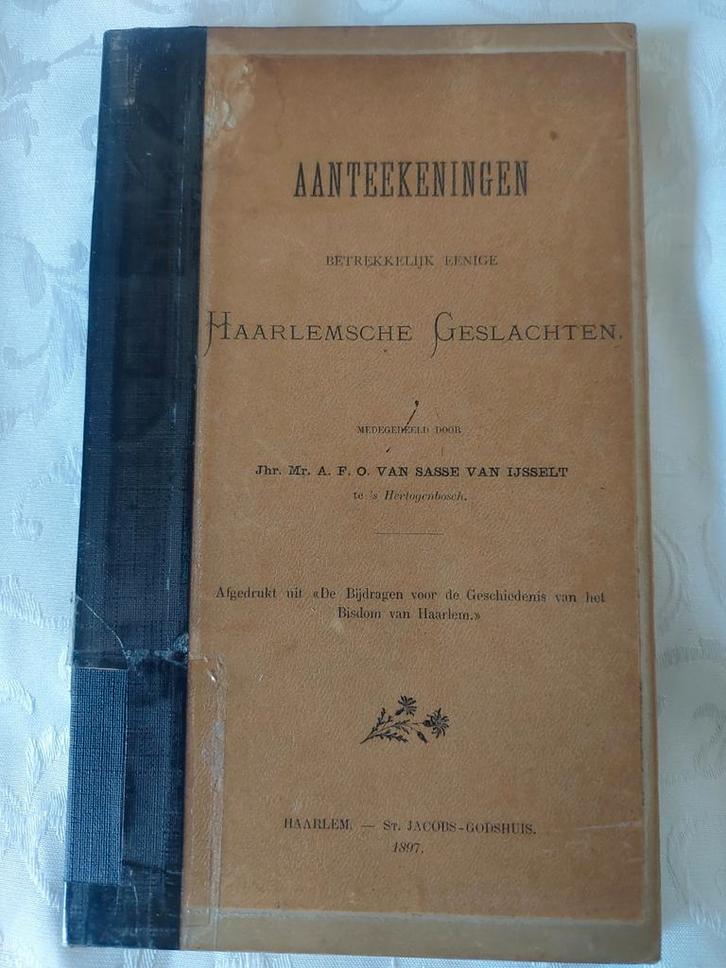 AANTEEKENINGEN
BETREKKELIJK EENIGE
HAARLEMSCHE GESLACHTEN.
MEDEGEDEELD DOOR
Jhr. Mr. A. F. O. VAN SASSE VAN IJSSELT
te 's Hertogenbosch.
Afgedrukt uit «De Bijdragen voor de Geschiedenis van het
Bisdom van Haarlem.»
HAARLEM. — ST. JACOBS-GODSHUIS.
1897.